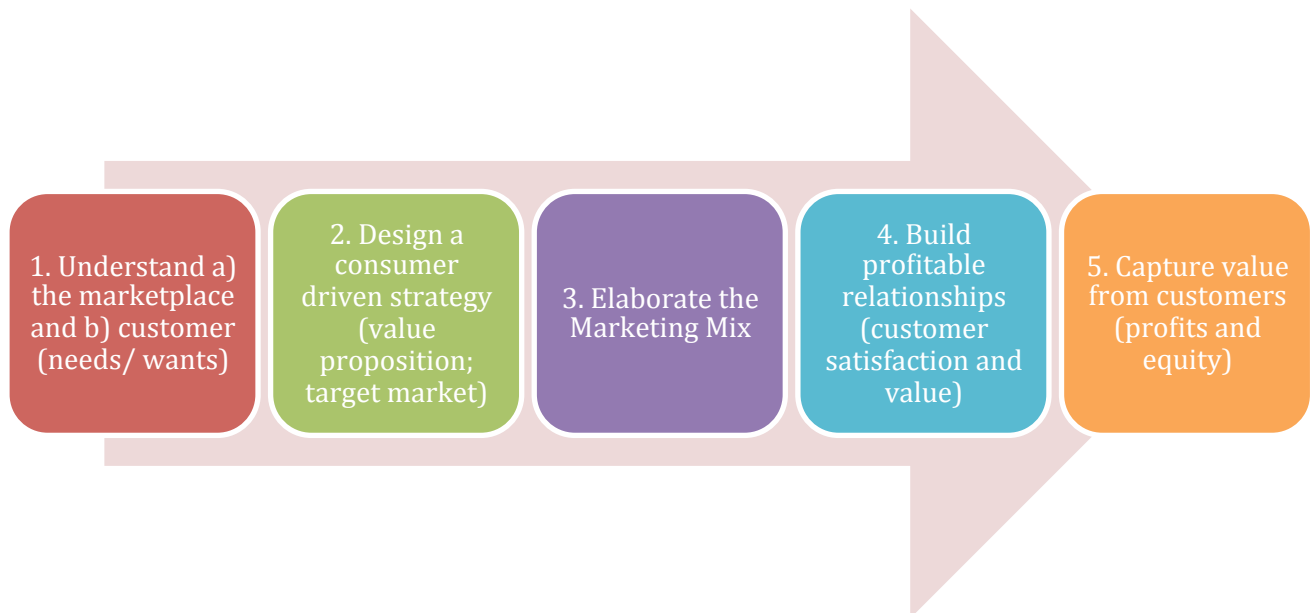 1. Understand a)
the marketplace
and b) customer
(needs/ wants)
2. Design a
consumer
driven strategy
(value
proposition;
target market)
3. Elaborate the
Marketing Mix
4. Build
profitable
relationships
(customer
satisfaction and
value)
5. Capture value
from customers
(profits and
equity)